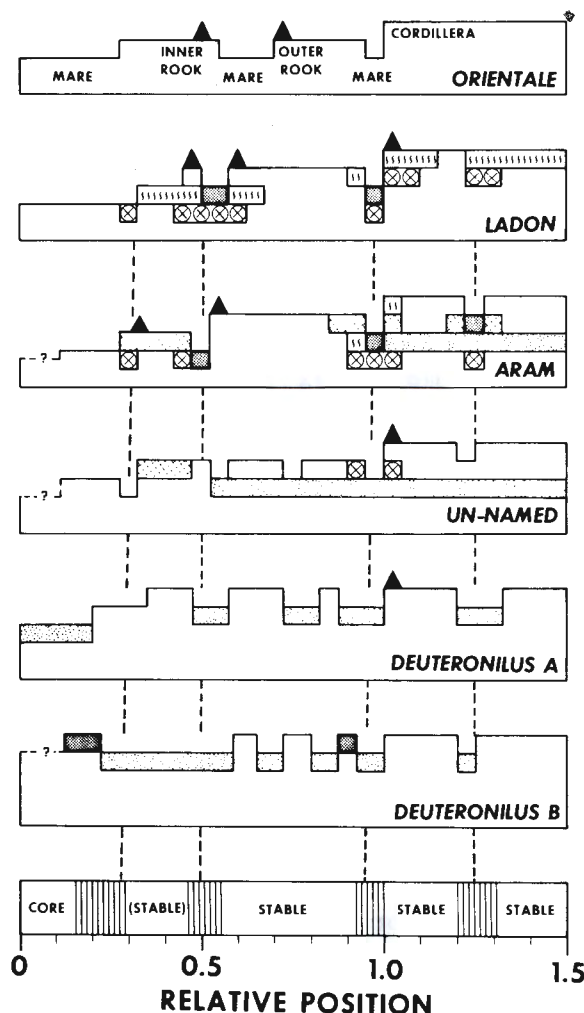 CORDILLERA
INNER ROOK
OUTER ROOK
MARE
MARE
MARE
ORIENTALE
LADON
?
ARAM
?
UN-NAMED
DEUTERONILUS A
?
DEUTERONILUS B
CORE
(STABLE)
STABLE
STABLE
STABLE
0
0.5
1.0
1.5
RELATIVE POSITION